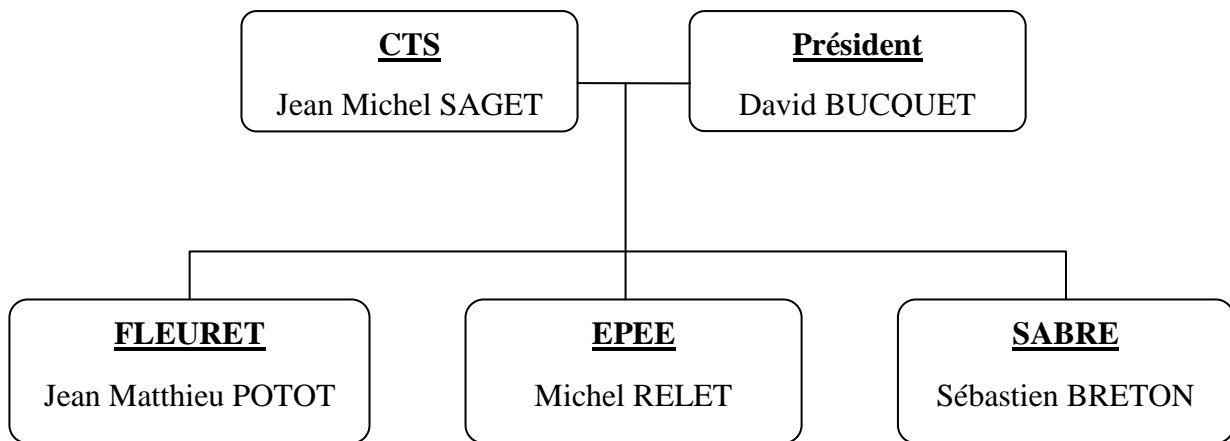 CTS
Jean Michel SAGET
Président
David BUCQUET
FLEURET
Jean Matthieu POTOT
EPEE
Michel RELET
SABRE
Sébastien BRETON